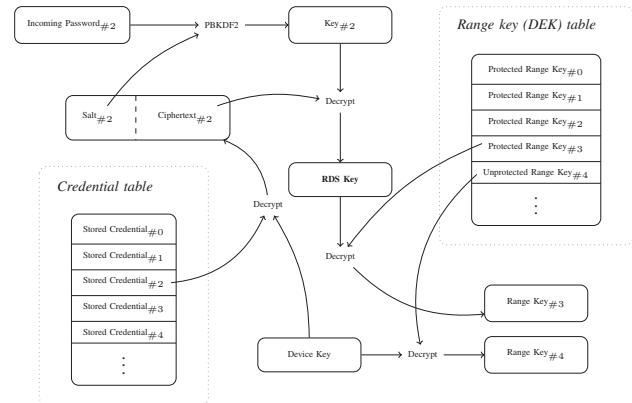 Incoming Password#2
PBKDF2
Key#2
Range key (DEK) table
Protected Range Key#0
Protected Range Key#1
Protected Range Key#2
Protected Range Key#3
Unprotected Range Key#4
Salt#2
Ciphertext#2
Decrypt
RDS Key
Credential table
Decrypt
Stored Credential#0
Stored Credential#1
Stored Credential#2
Stored Credential#3
Stored Credential#4
Decrypt
Range Key#3
Device Key
Decrypt
Range Key#4